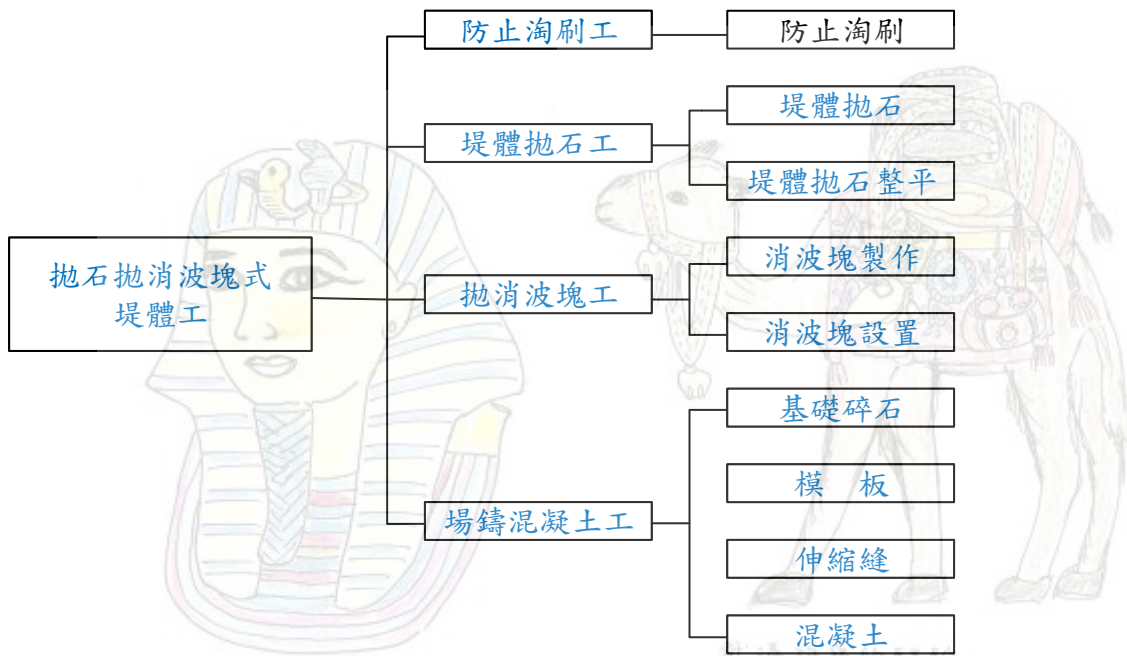 防止淘刷工
防止淘刷
堤體拋石工
堤體拋石
堤體拋石整平
拋石拋消波塊式
堤體工
拋消波塊工
消波塊製作
消波塊設置
場鑄混凝土工
基礎碎石
模　板
伸縮縫
混凝土